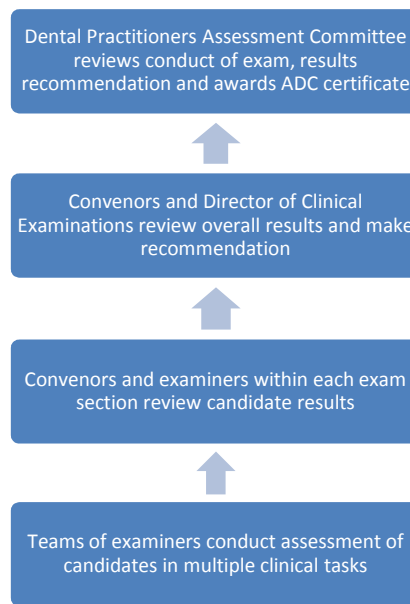 Dental Practitioners Assessment Committee
reviews conduct of exam, results
recommendation and awards ADC certificate
Convenors and Director of Clinical
Examinations review overall results and make
recommendation
Convenors and examiners within each exam
section review candidate results
Teams of examiners conduct assessment of
candidates in multiple clinical tasks